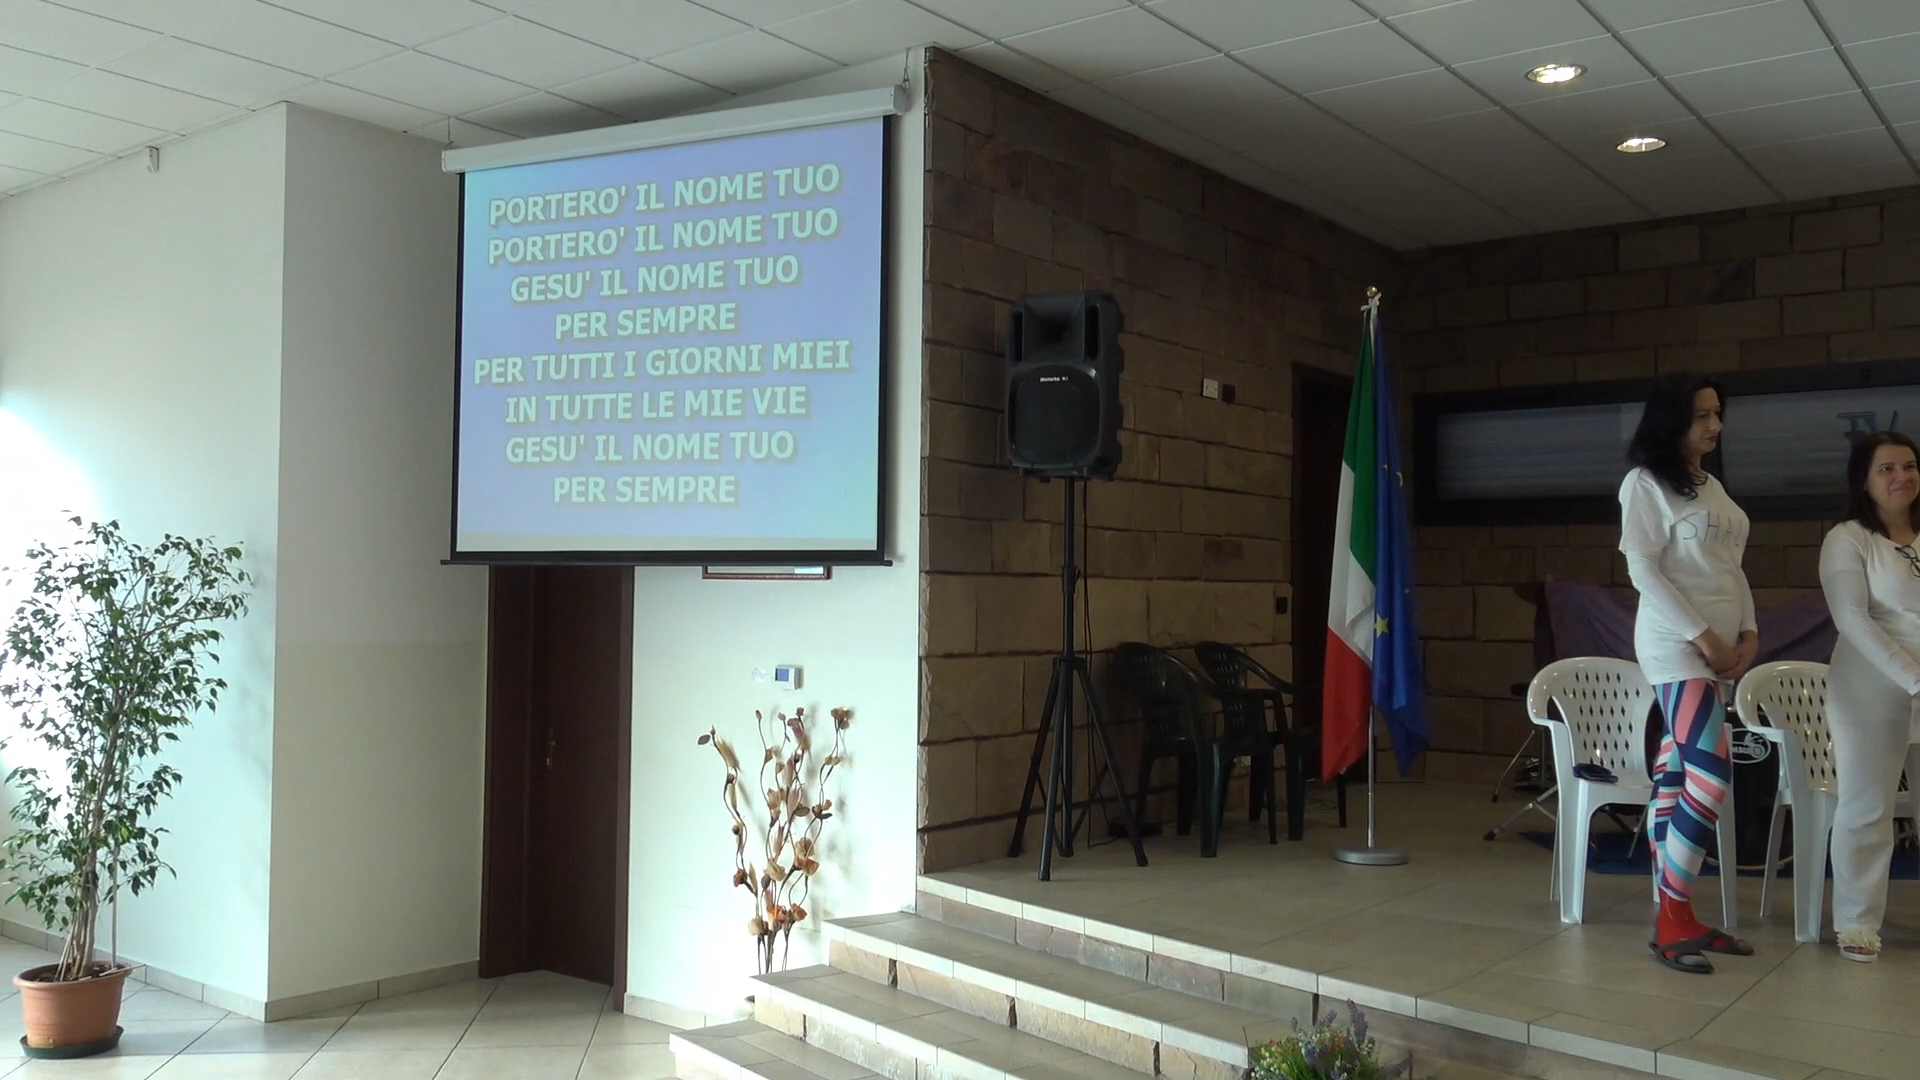 PORTERO' IL NOME TUO
PORTERO' IL NOME TUO
GESU' IL NOME TUO
PER SEMPRE
PER TUTTI I GIORNI MIEI
IN TUTTE LE MIE VIE
GESU' IL NOME TUO
PER SEMPRE
SHAL